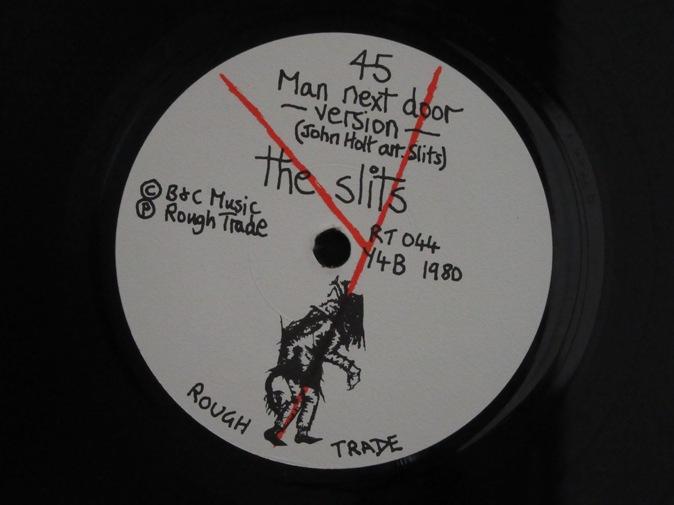 45
Man next door
— version —
(John Holt arr. Slits)
the slits
© B&C Music
℗ Rough Trade
RT 044
Y4B 1980
ROUGH TRADE